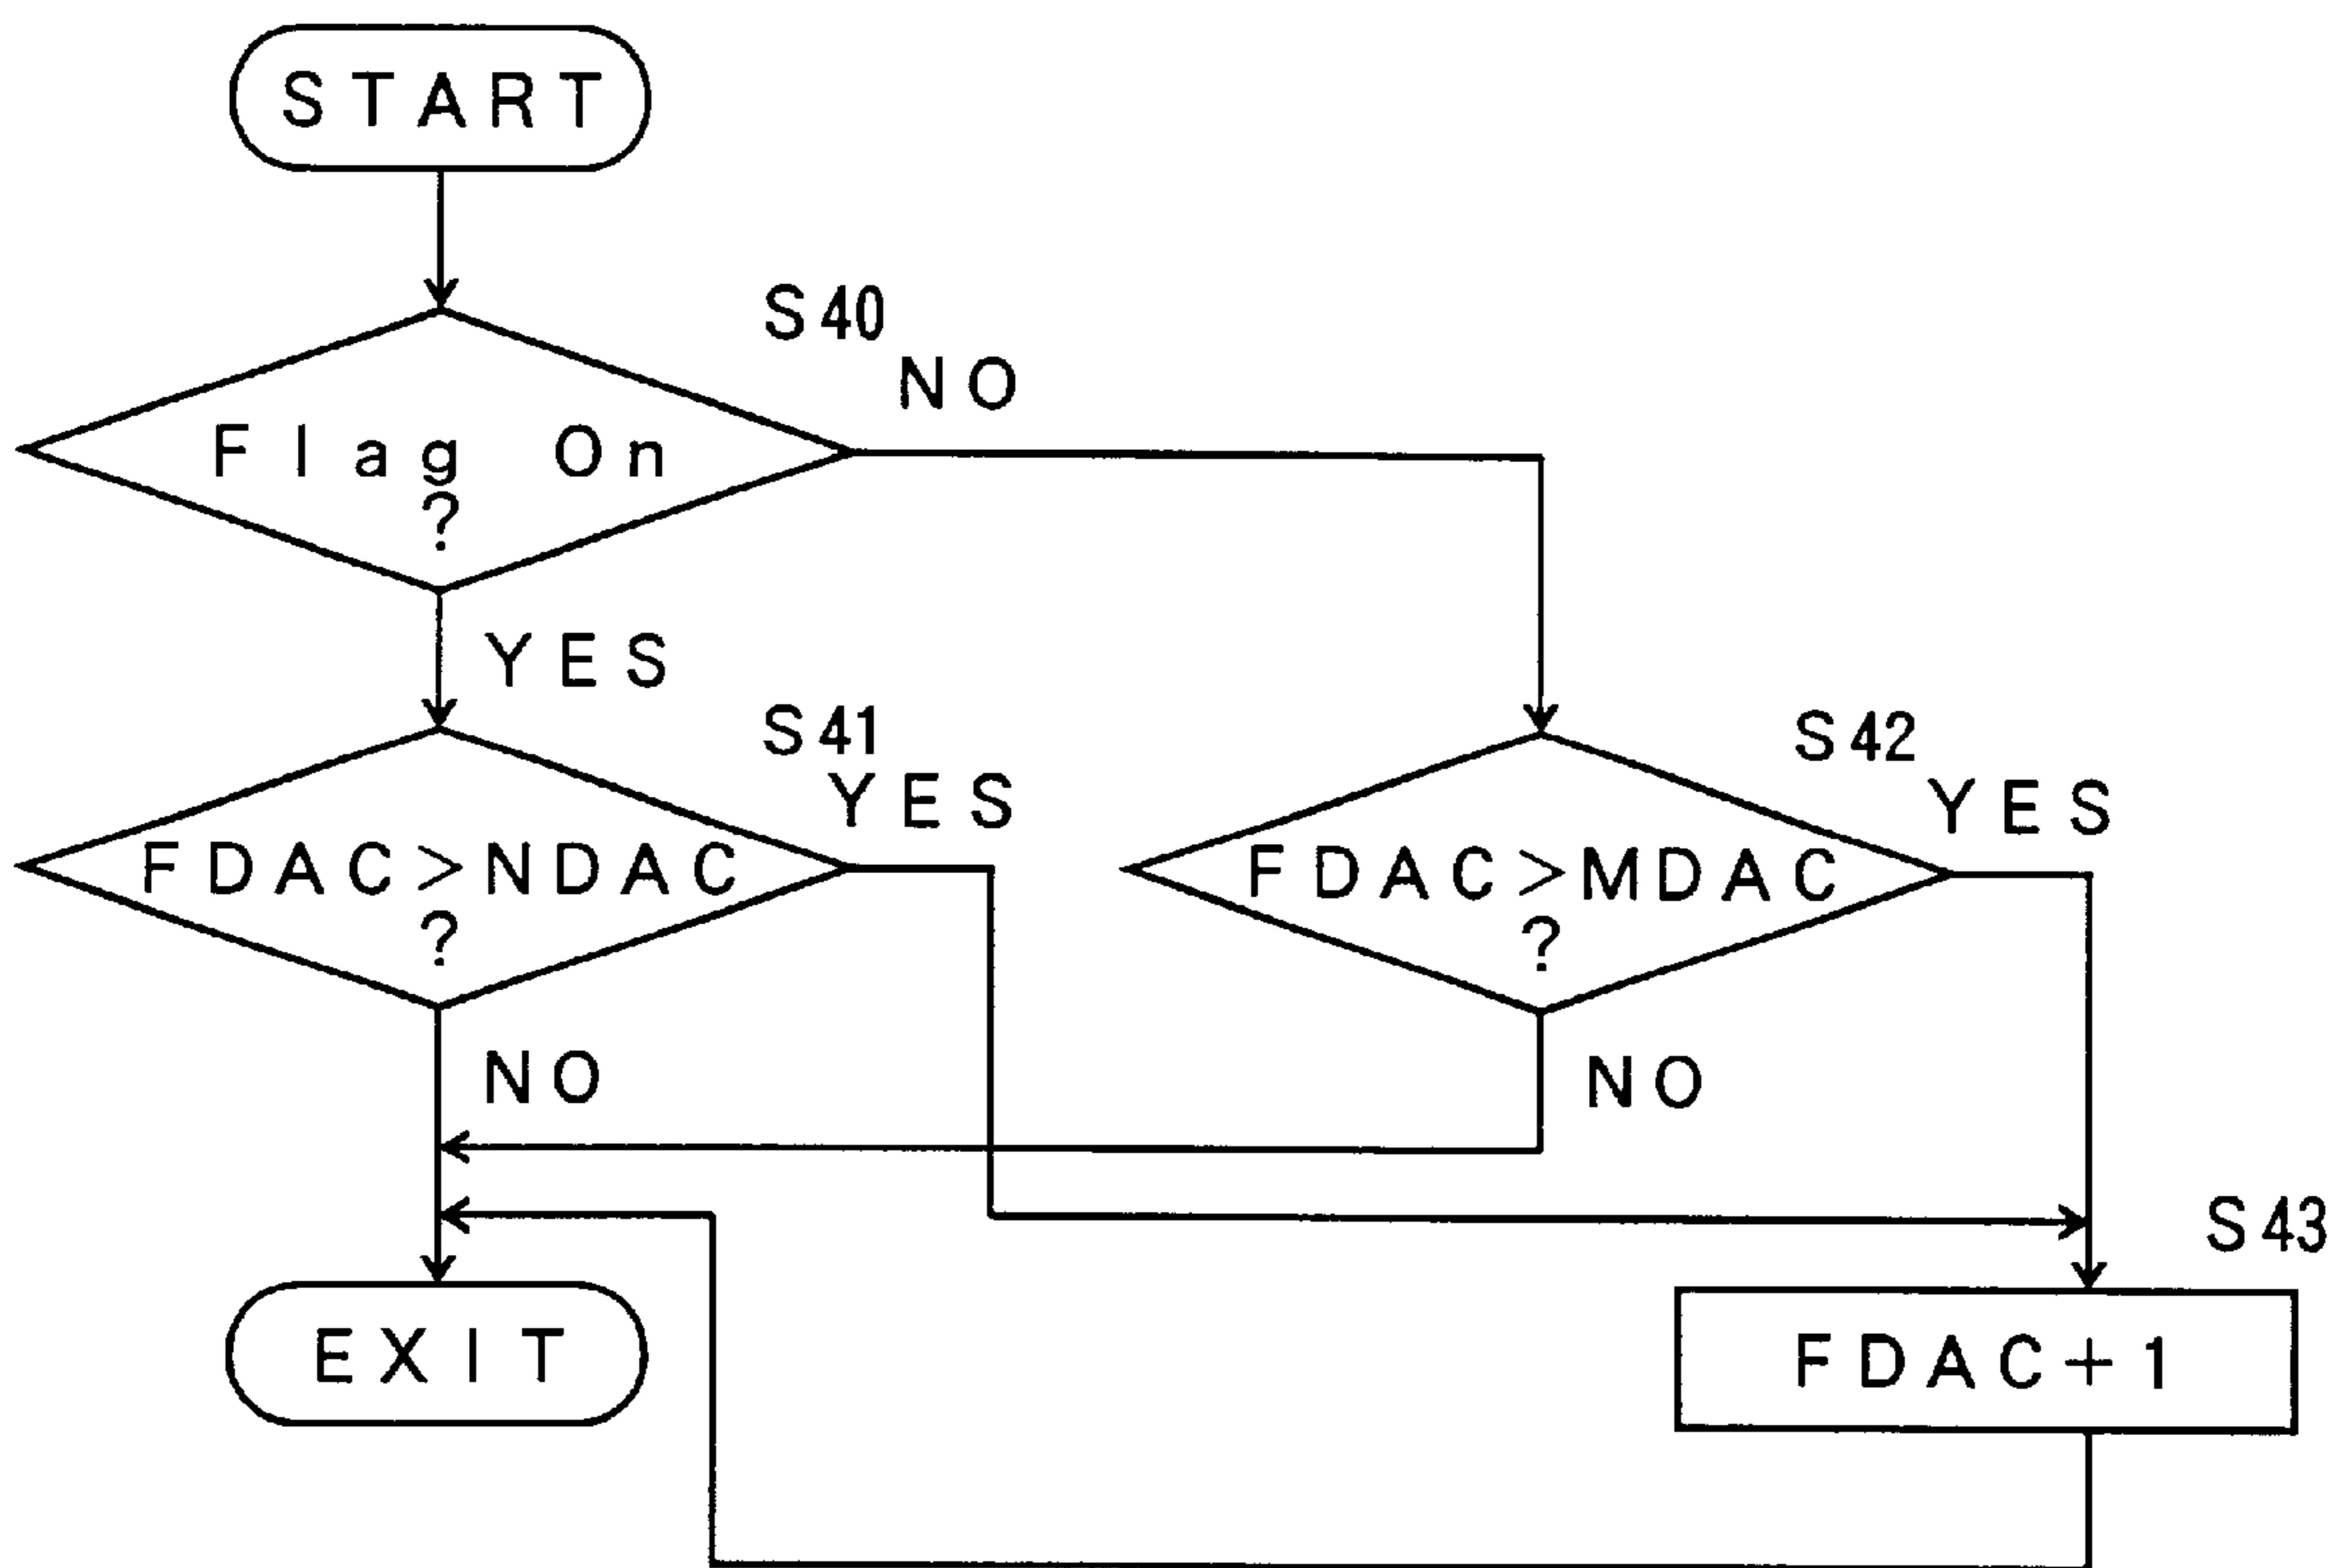 START
S40
NO
Flag On
?
YES
S41
YES
FDAC>NDAC
?
S42
YES
FDAC>MDAC
?
NO
NO
S43
EXIT
FDAC+1